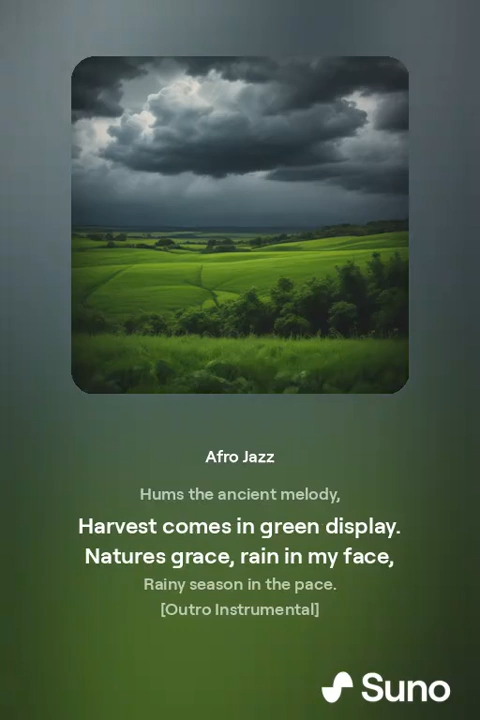 Afro Jazz
Hums the ancient melody,
Harvest comes in green display.
Natures grace, rain in my face,
Rainy season in the pace.
[Outro Instrumental]
Suno